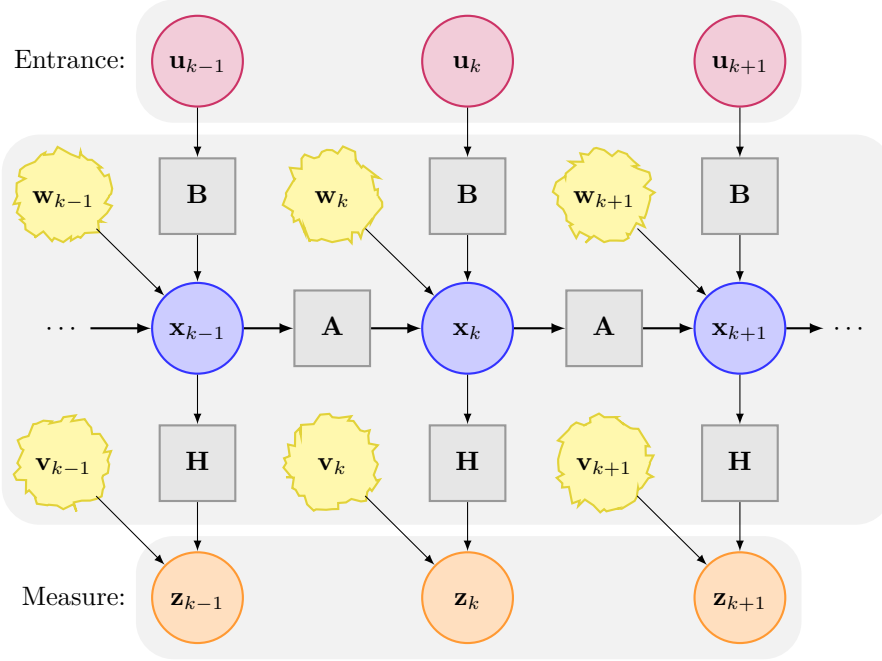 Entrance: u_{k−1} u_k u_{k+1}
w_{k−1} B w_k B w_{k+1} B
⋯ x_{k−1} A x_k A x_{k+1} ⋯
v_{k−1} H v_k H v_{k+1} H
Measure: z_{k−1} z_k z_{k+1}